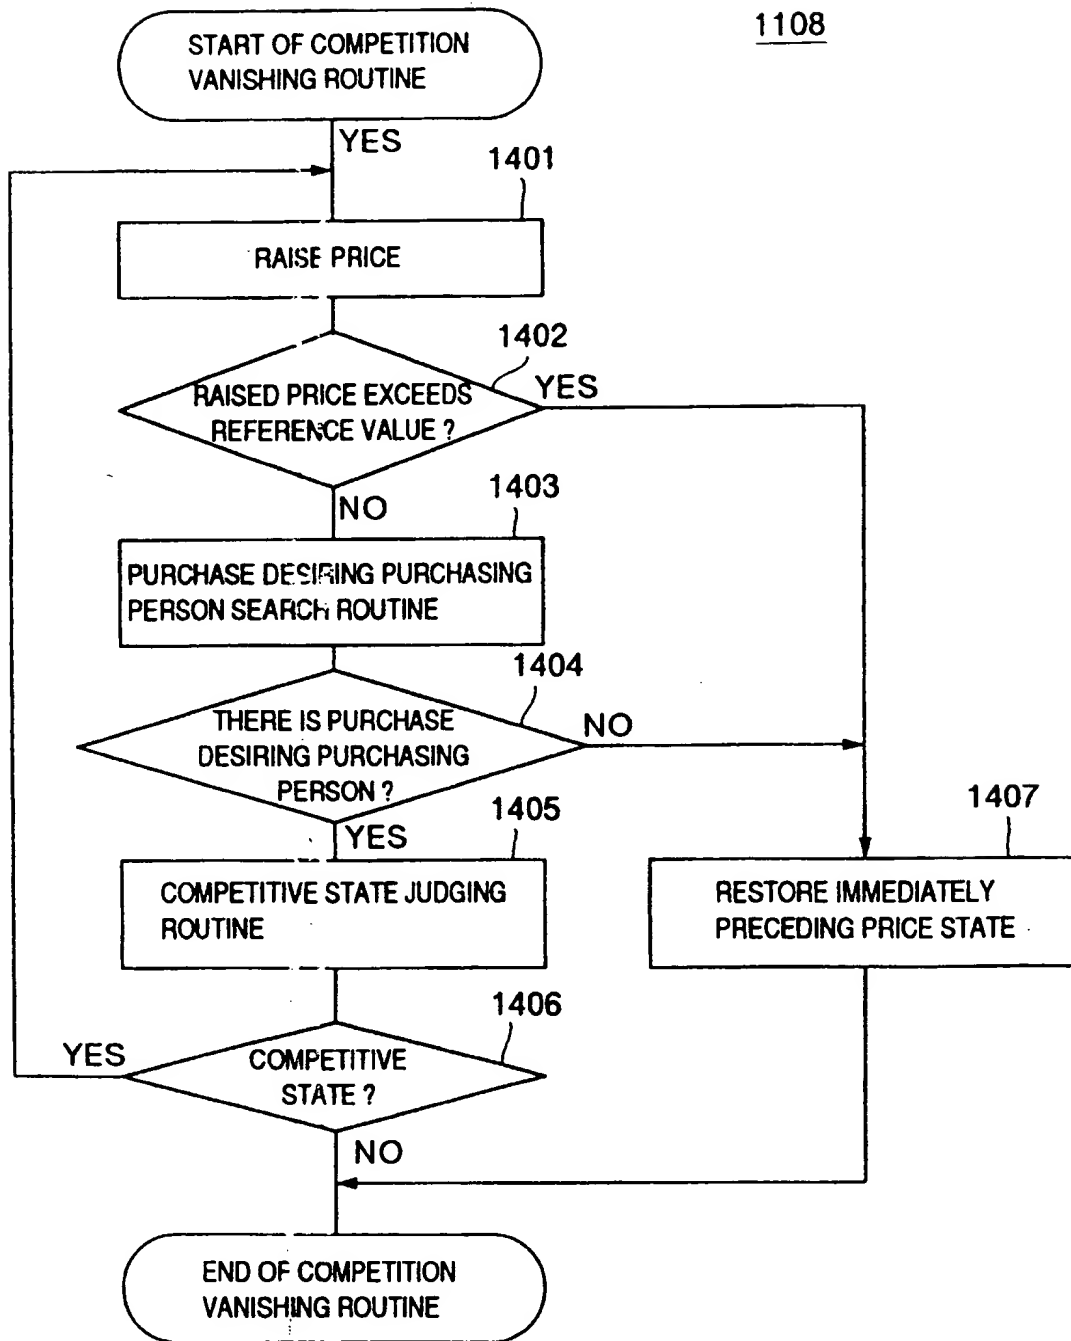 1108
START OF COMPETITION
VANISHING ROUTINE
YES
1401
RAISE PRICE
1402
RAISED PRICE EXCEEDS
REFERENCE VALUE ?
YES
NO
1403
PURCHASE DESIRING PURCHASING
PERSON SEARCH ROUTINE
1404
THERE IS PURCHASE
DESIRING PURCHASING
PERSON ?
NO
YES
1405
COMPETITIVE STATE JUDGING
ROUTINE
1407
RESTORE IMMEDIATELY
PRECEDING PRICE STATE
1406
COMPETITIVE
STATE ?
YES
NO
END OF COMPETITION
VANISHING ROUTINE